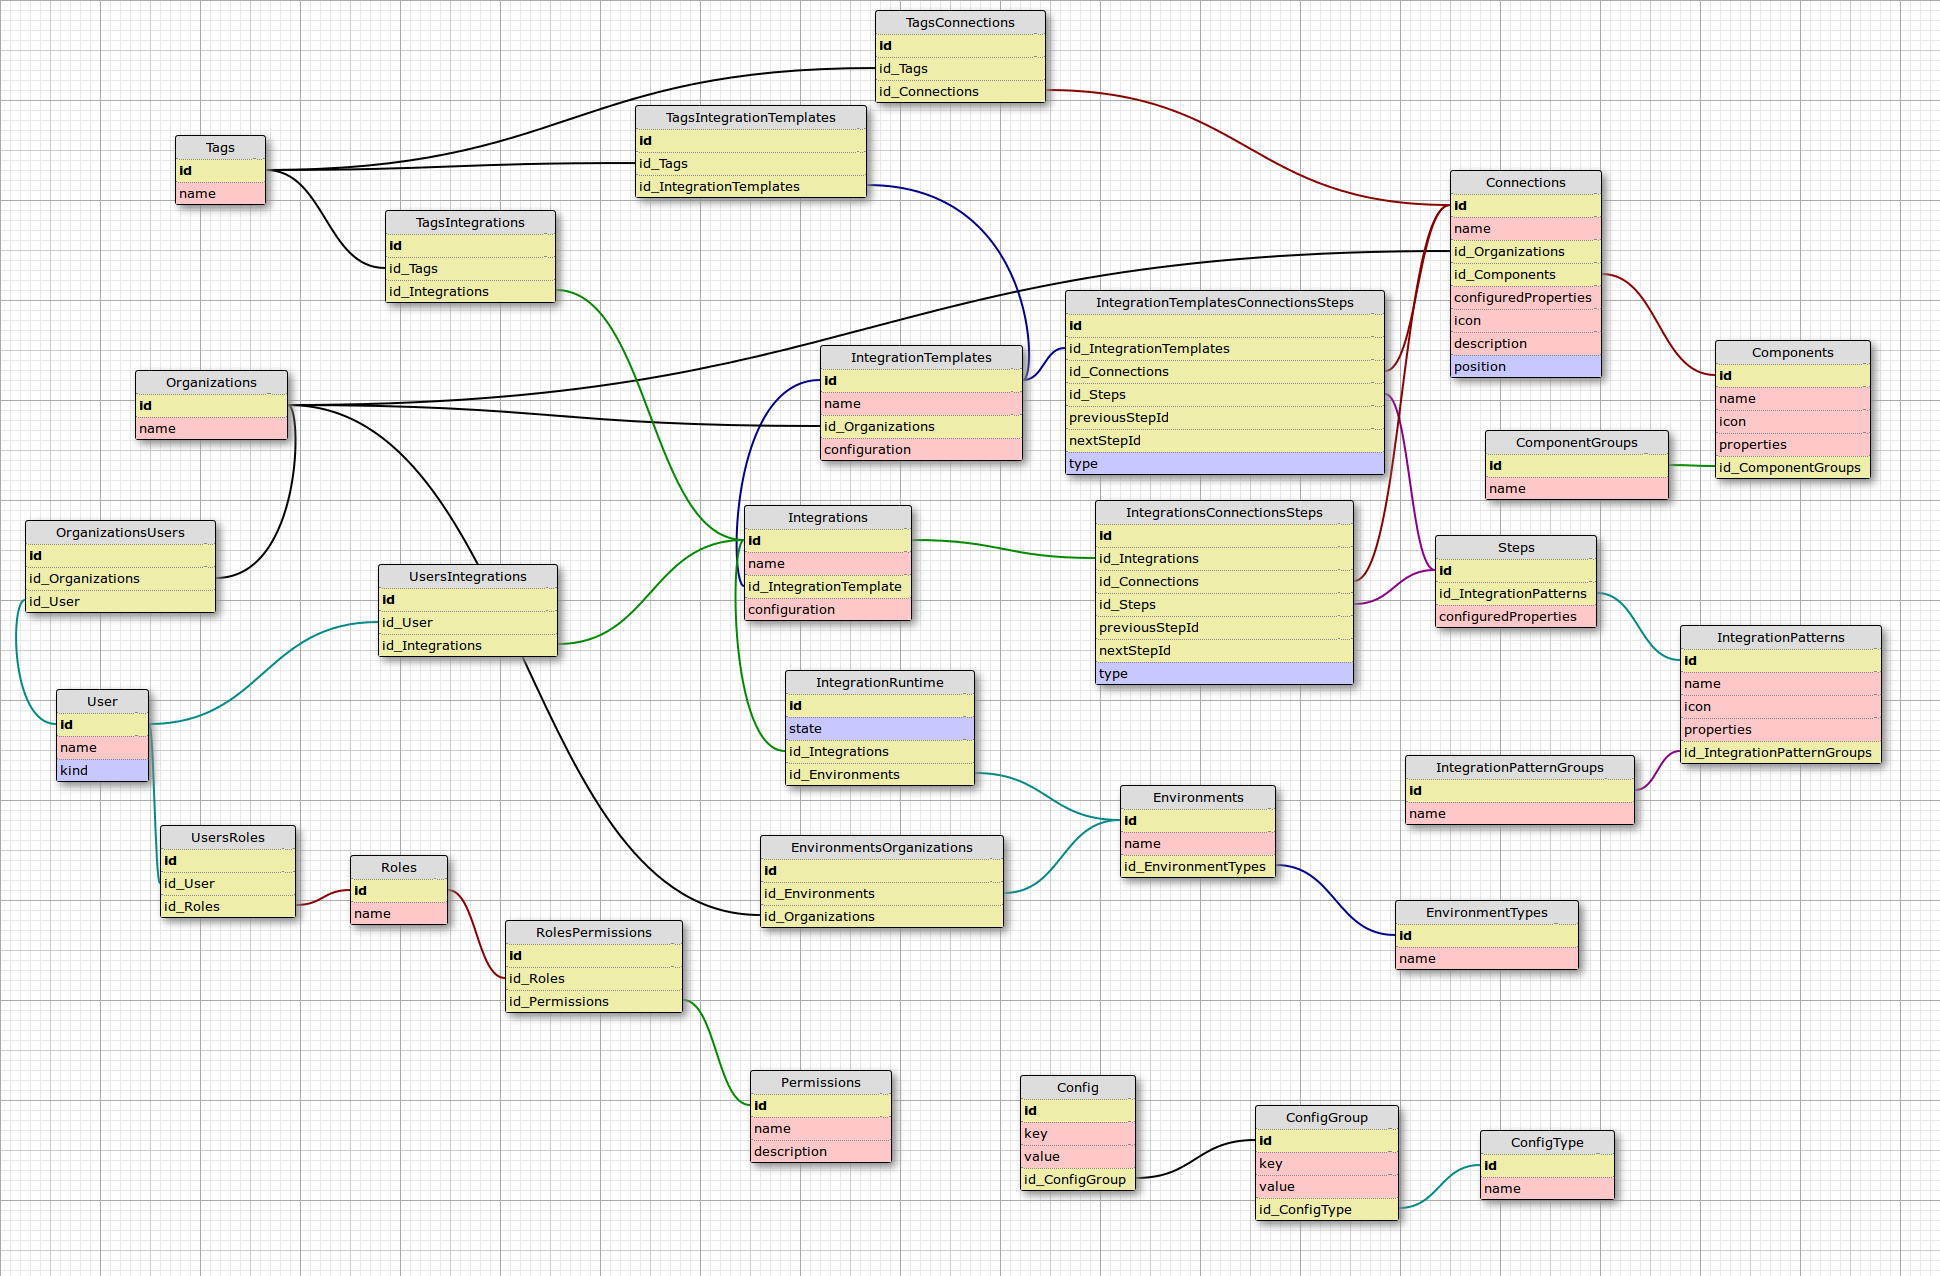 TagsConnections
id
id_Tags
id_Connections
TagsIntegrationTemplates
id
id_Tags
id_IntegrationTemplates
Tags
id
name
TagsIntegrations
id
id_Tags
id_Integrations
Connections
id
name
id_Organizations
id_Components
configuredProperties
icon
description
position
IntegrationTemplatesConnectionsSteps
id
id_IntegrationTemplates
id_Connections
id_Steps
previousStepId
nextStepId
type
IntegrationTemplates
id
name
id_Organizations
configuration
Components
id
name
icon
properties
id_ComponentGroups
Organizations
id
name
ComponentGroups
id
name
OrganizationsUsers
id
id_Organizations
id_User
Integrations
id
name
id_IntegrationTemplate
configuration
IntegrationsConnectionsSteps
id
id_Integrations
id_Connections
id_Steps
previousStepId
nextStepId
type
Steps
id
id_IntegrationPatterns
configuredProperties
UsersIntegrations
id
id_User
id_Integrations
IntegrationPatterns
id
name
icon
properties
id_IntegrationPatternGroups
User
id
name
kind
IntegrationRuntime
id
state
id_Integrations
id_Environments
IntegrationPatternGroups
id
name
Environments
id
name
id_EnvironmentTypes
UsersRoles
id
id_User
id_Roles
Roles
id
name
EnvironmentsOrganizations
id
id_Environments
id_Organizations
RolesPermissions
id
id_Roles
id_Permissions
EnvironmentTypes
id
name
Permissions
id
name
description
Config
id
key
value
id_ConfigGroup
ConfigGroup
id
key
value
id_ConfigType
ConfigType
id
name